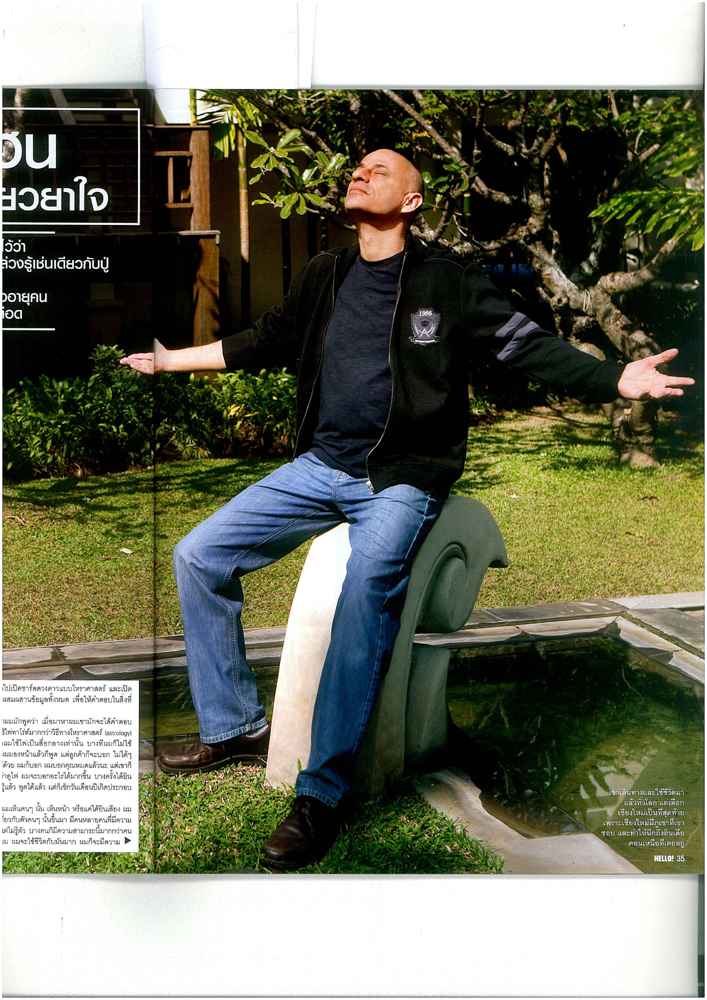 ฮัน
ียวยาใจ
ไว้ว่า
ล่วงรู้เช่นเดียวกับปู่
วอายุคน
1986
งไปเปิดชาร์ตดวงดาวแบบโหราศาสตร์ และเปิด
ผสมผสานข้อมูลทั้งหมด เพื่อให้คำตอบในสิ่งที่
าผมมักพูดว่า เมื่อมาหาผมเขามักจะได้คำตอบ
ธีไพ่ทาโร่ต์มากกว่าวิธีทางโหราศาสตร์ (astrology)
งผมใช้ไพ่เป็นสื่อกลางเท่านั้น บางทีผมก็ไม่ใช้
งมองหน้าแล้วก็พูด แต่ลูกค้าก็จะบอก ไม่ได้ๆ
ด้วย ผมก็บอก ผมบอกคุณหมดแล้วนะ แต่เขาก็
าดูไพ่ ผมจะบอกอะไรได้มากขึ้น บางครั้งได้ยิน
รู้แล้ว พูดได้แล้ว แต่ก็เช็กวันเดือนปีเกิดประกอบ
ผมเห็นคนๆ นั้น เห็นหน้า หรือแค่ได้ยินเสียง ผม
กี่ยวกับตัวคนๆ นั้นขึ้นมา มีคนหลายคนที่มีความ
แต่ไม่รู้ตัว บางคนก็มีความสามารถนี้มากกว่าคน
ม ผมจะใช้ชีวิตกับมันมาก ผมก็จะมีความ ▶
เขาเดินทางและใช้ชีวิตมา
แล้วทั่วโลก แต่เลือก
เชียงใหม่เป็นที่สุดท้าย
เพราะเชียงใหม่มีภูเขาที่เขา
ชอบ และทำให้นึกถึงอินเดีย
ตอนเหนือที่เคยอยู่
HELLO! 35